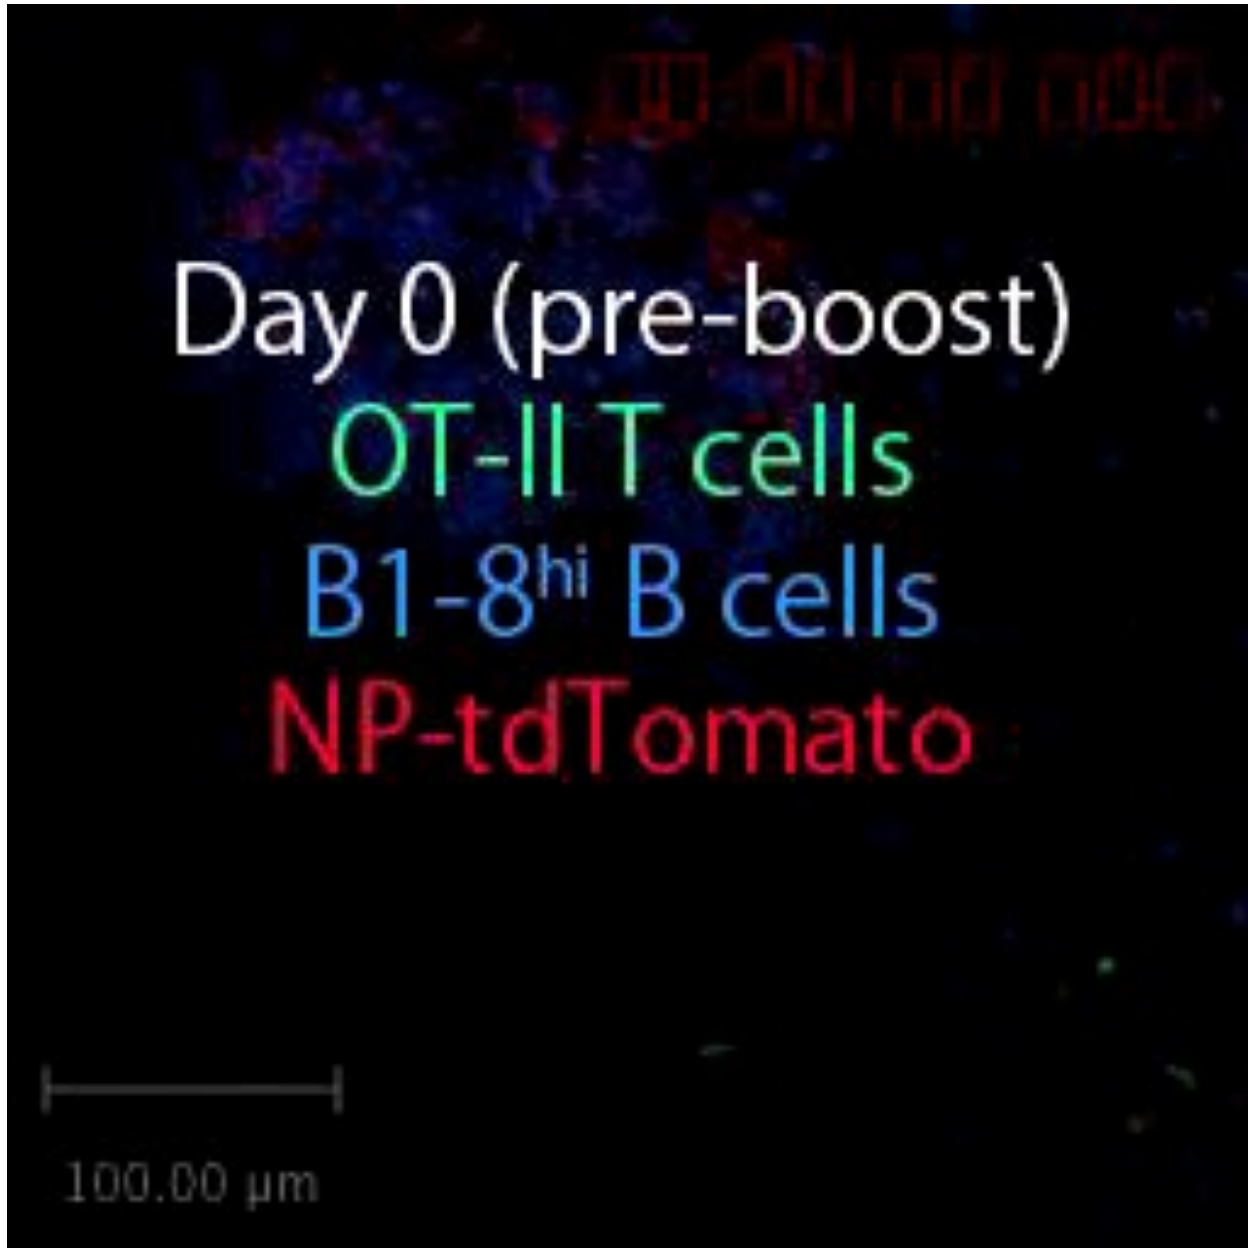 Day 0 (pre-boost)
OT-II T cells
B1-8hi B cells
NP-tdTomato
100.00 µm